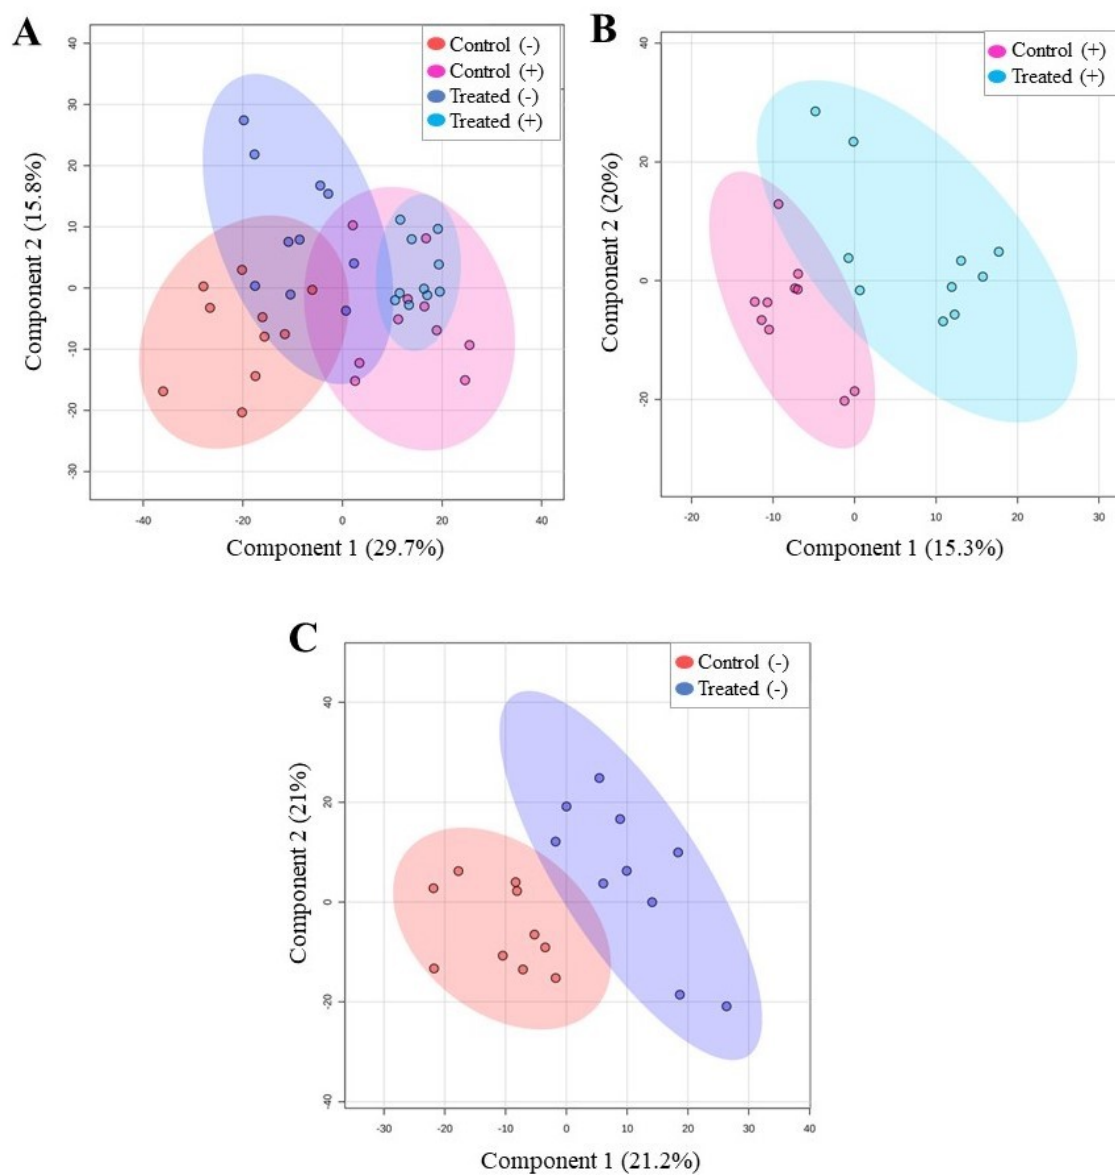 A
Control (-)
Control (+)
Treated (-)
Treated (+)
Component 2 (15.8%)
40
30
20
10
0
-10
-20
-30
-40
-20
0
20
40
Component 1 (29.7%)
B
Control (+)
Treated (+)
Component 2 (20%)
40
20
0
-20
-20
-10
0
10
20
30
Component 1 (15.3%)
C
Control (-)
Treated (-)
Component 2 (21%)
40
20
0
-20
-40
-30
-20
-10
0
10
20
30
40
Component 1 (21.2%)